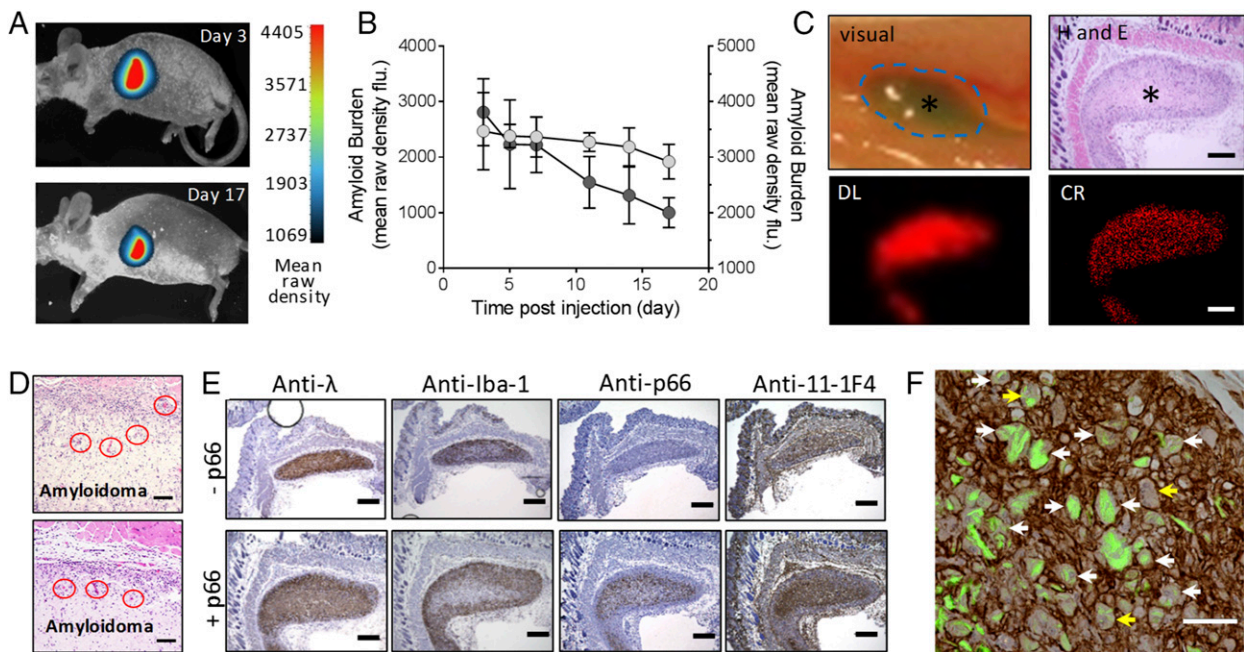 A
Day 3
Day 17
4405
3571
2737
1903
1069
Mean
raw
density
B
Amyloid Burden
(mean raw density flu.)
4000
3000
2000
1000
0
5000
4000
3000
2000
1000
Amyloid Burden
(mean raw density flu.)
0 5 10 15 20
Time post injection (day)
C
visual
*
H and E
*
DL
CR
D
Amyloidoma
Amyloidoma
E
Anti-λ Anti-Iba-1 Anti-p66 Anti-11-1F4
- p66
+ p66
F